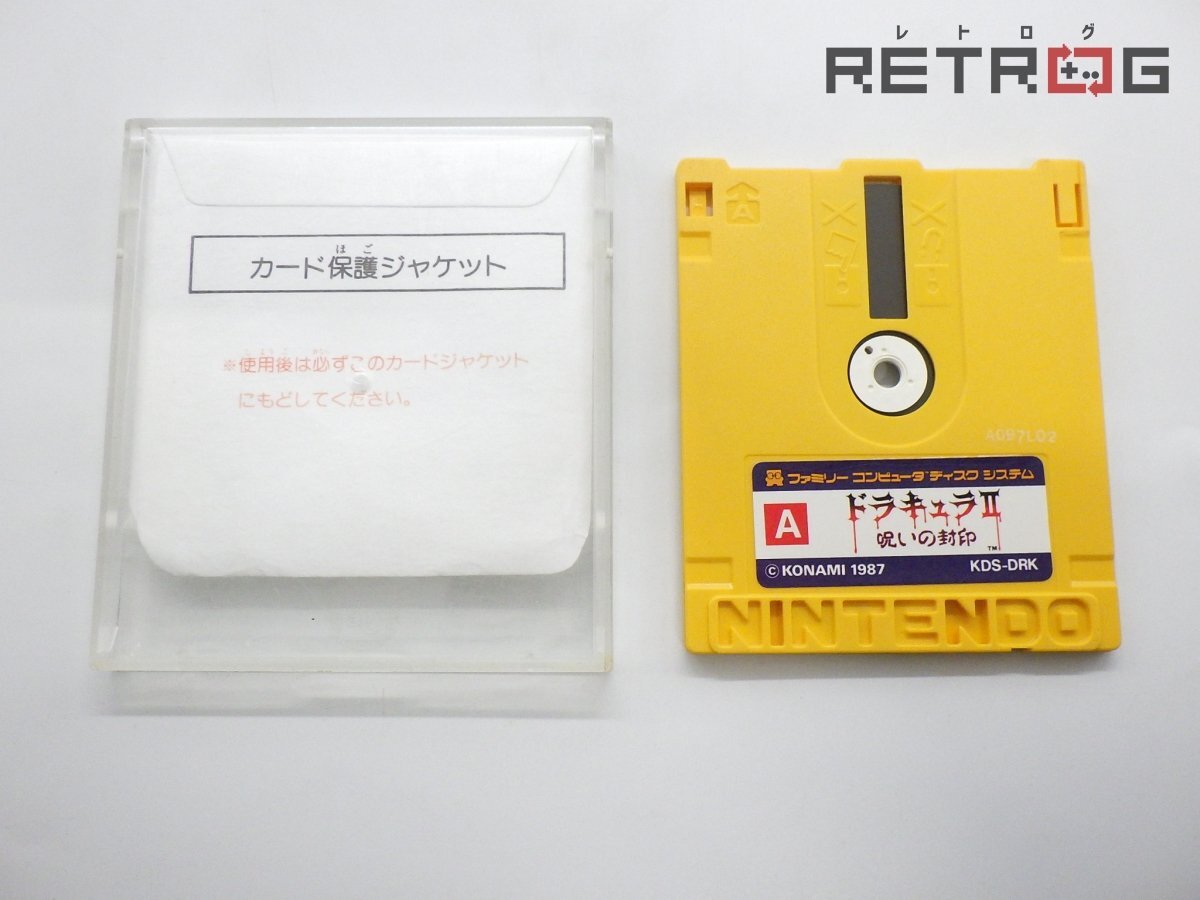 レトログ
RETROG
ほご
カード保護ジャケット
※使用後は必ずこのカードジャケット
にもどしてください。
A
ファミリー コンピュータ ディスク システム
A
ドラキュラII
呪いの封印
TM
© KONAMI 1987
KDS-DRK
NINTENDO